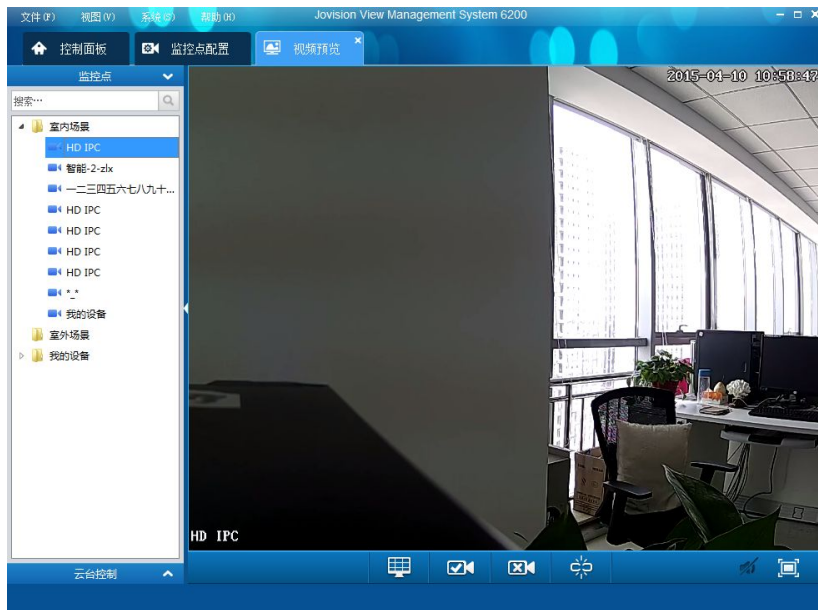 文件(F) 视图(V) 系统(S) 帮助(H) Jovision View Management System 6200
控制面板 监控点配置 视频预览
监控点
搜索…
室内场景
HD IPC
智能-2-zlx
一二三四五六七八九十...
HD IPC
HD IPC
HD IPC
HD IPC
*_*
我的设备
室外场景
我的设备
云台控制
2015-04-10 10:58:47
HD IPC